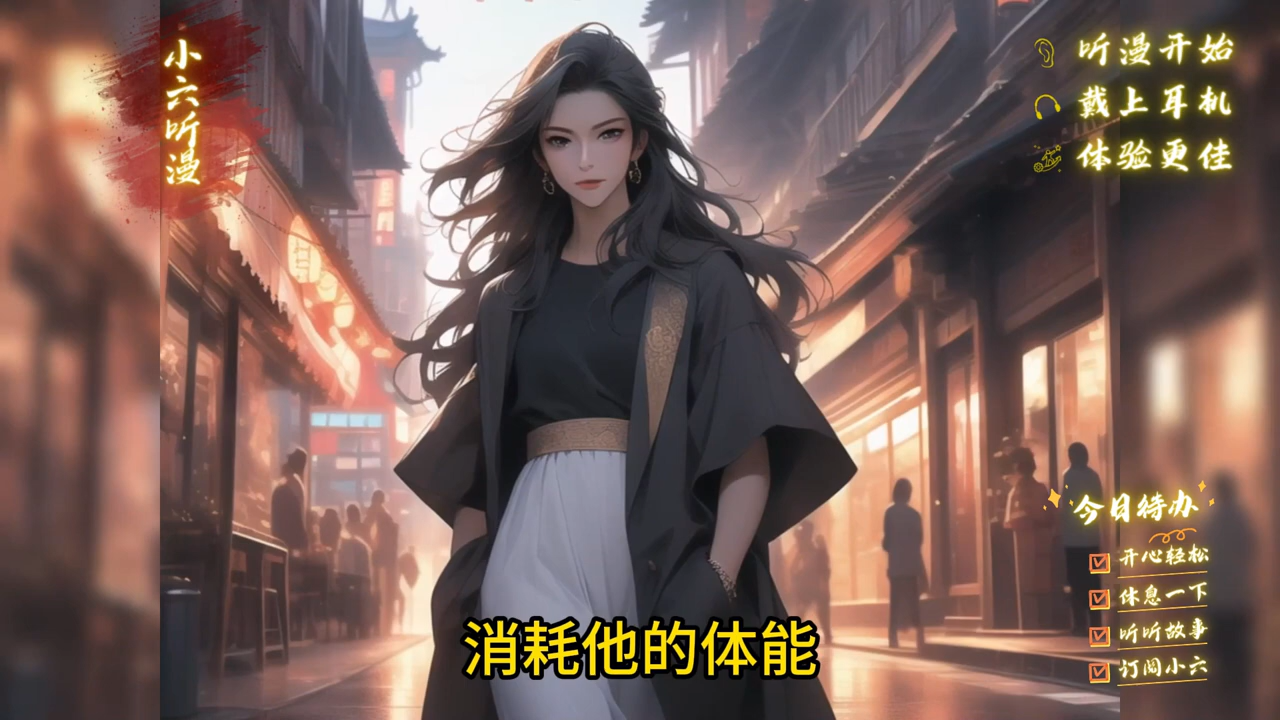 小六听漫
听漫开始
戴上耳机
体验更佳
今日待办
开心轻松
休息一下
听听故事
订阅小六
消耗他的体能